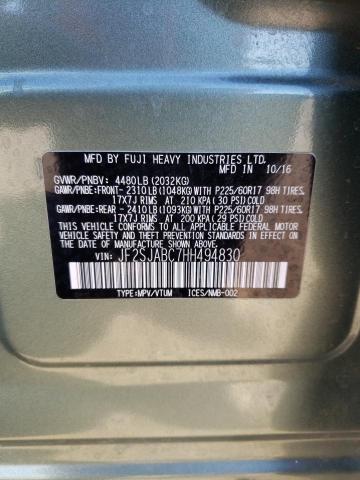 MFD BY FUJI HEAVY INDUSTRIES LTD.
MFD IN 10/16
GVWR/PNBV: 4480LB (2032KG)
GAWR/PNBE:FRONT- 2310LB (1048KG) WITH P225/60R17 98H TIRES,
17X7J RIMS AT 210 KPA (30 PSI) COLD
GAWR/PNBE:REAR - 2410LB (1093KG) WITH P225/60R17 98H TIRES,
17X7J RIMS AT 200 KPA (29 PSI) COLD
THIS VEHICLE CONFORMS TO ALL APPLICABLE FEDERAL MOTOR
VEHICLE SAFETY, BUMPER, AND THEFT PREVENTION STANDARDS
IN EFFECT ON THE DATE OF MANUFACTURE SHOWN ABOVE.
VIN: JF2SJABC7HH494830
TYPE:MPV/VTUM ICES/NMB-002